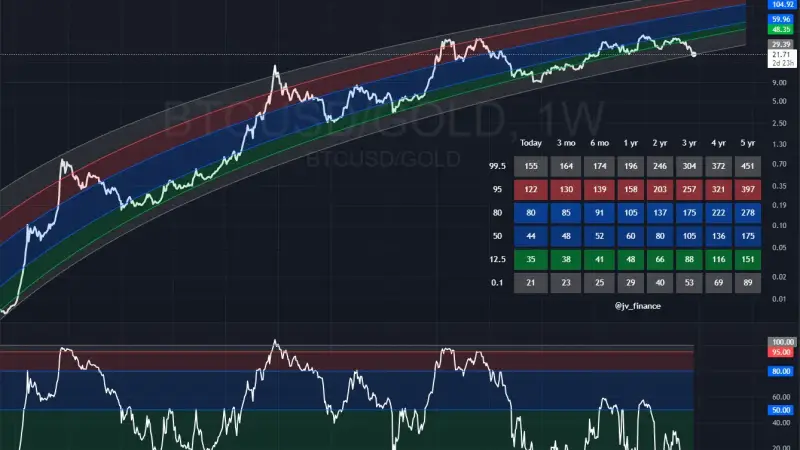 104.92
59.96
48.35
29.39
21.71
2d 23h
9.00
5.00
2.50
1.30
0.70
0.35
0.19
0.10
0.05
0.02
0.01
BTCUSD/GOLD, 1W
BTCUSD/GOLD
Today 3 mo 6 mo 1 yr 2 yr 3 yr 4 yr 5 yr
99.5 155 164 174 196 246 304 372 451
95 122 130 139 158 203 257 321 397
80 80 85 91 105 137 175 222 278
50 44 48 52 60 80 105 136 175
12.5 35 38 41 48 66 88 116 151
0.1 21 23 25 29 40 53 69 89
@jv_finance
100.00
95.00
80.00
60.00
50.00
40.00
20.00